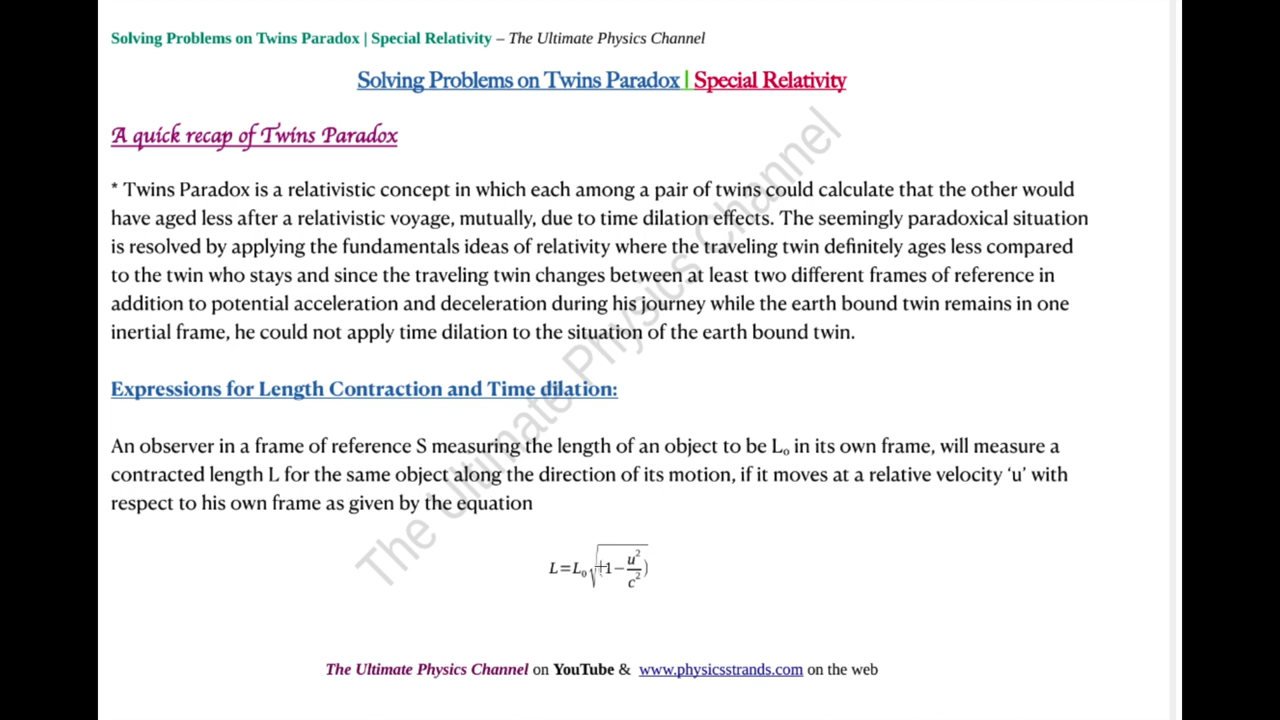 Solving Problems on Twins Paradox | Special Relativity – The Ultimate Physics Channel
Solving Problems on Twins Paradox | Special Relativity
A quick recap of Twins Paradox
* Twins Paradox is a relativistic concept in which each among a pair of twins could calculate that the other would
have aged less after a relativistic voyage, mutually, due to time dilation effects. The seemingly paradoxical situation
is resolved by applying the fundamentals ideas of relativity where the traveling twin definitely ages less compared
to the twin who stays and since the traveling twin changes between at least two different frames of reference in
addition to potential acceleration and deceleration during his journey while the earth bound twin remains in one
inertial frame, he could not apply time dilation to the situation of the earth bound twin.
Expressions for Length Contraction and Time dilation:
An observer in a frame of reference S measuring the length of an object to be L₀ in its own frame, will measure a
contracted length L for the same object along the direction of its motion, if it moves at a relative velocity ‘u’ with
respect to his own frame as given by the equation
L=L₀√(1−u²/c²)
The Ultimate Physics Channel on YouTube & www.physicsstrands.com on the web
The Ultimate Physics Channel